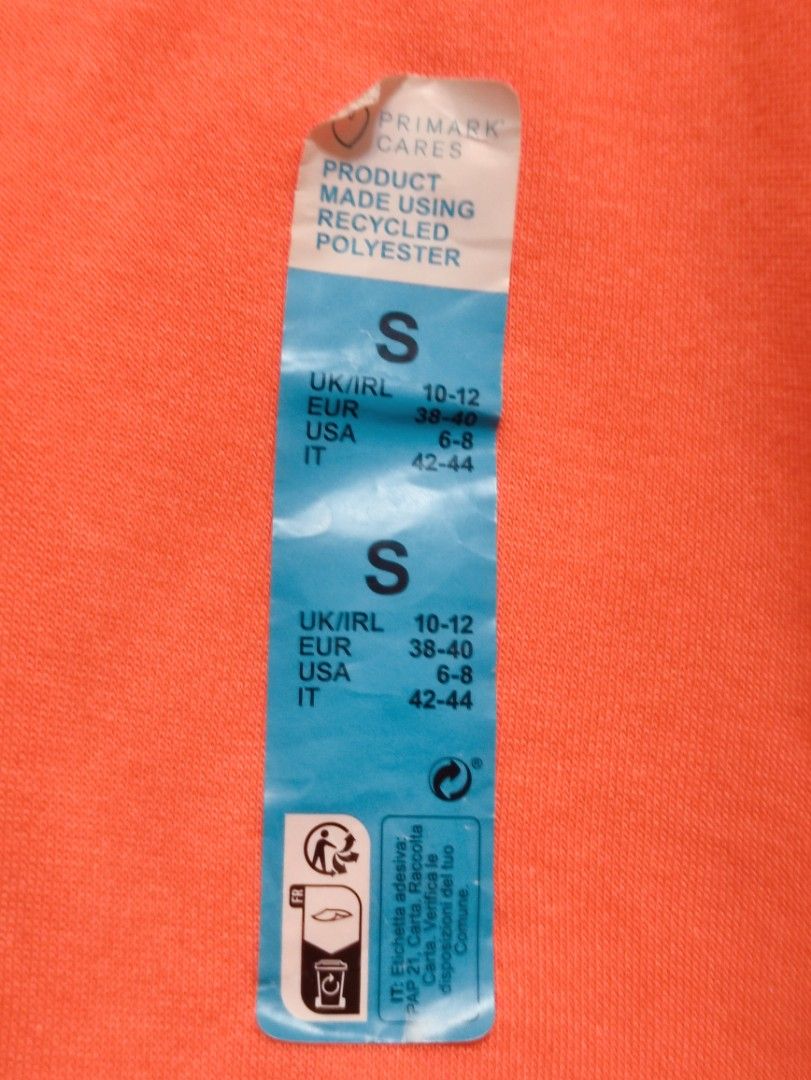 PRIMARK®
CARES
PRODUCT
MADE USING
RECYCLED
POLYESTER
S
UK/IRL 10-12
EUR 38-40
USA 6-8
IT 42-44
S
UK/IRL 10-12
EUR 38-40
USA 6-8
IT 42-44
®
FR
IT: Etichetta adesiva:
PAP 21, Carta. Raccolta
Carta. Verifica le
disposizioni del tuo
Comune.